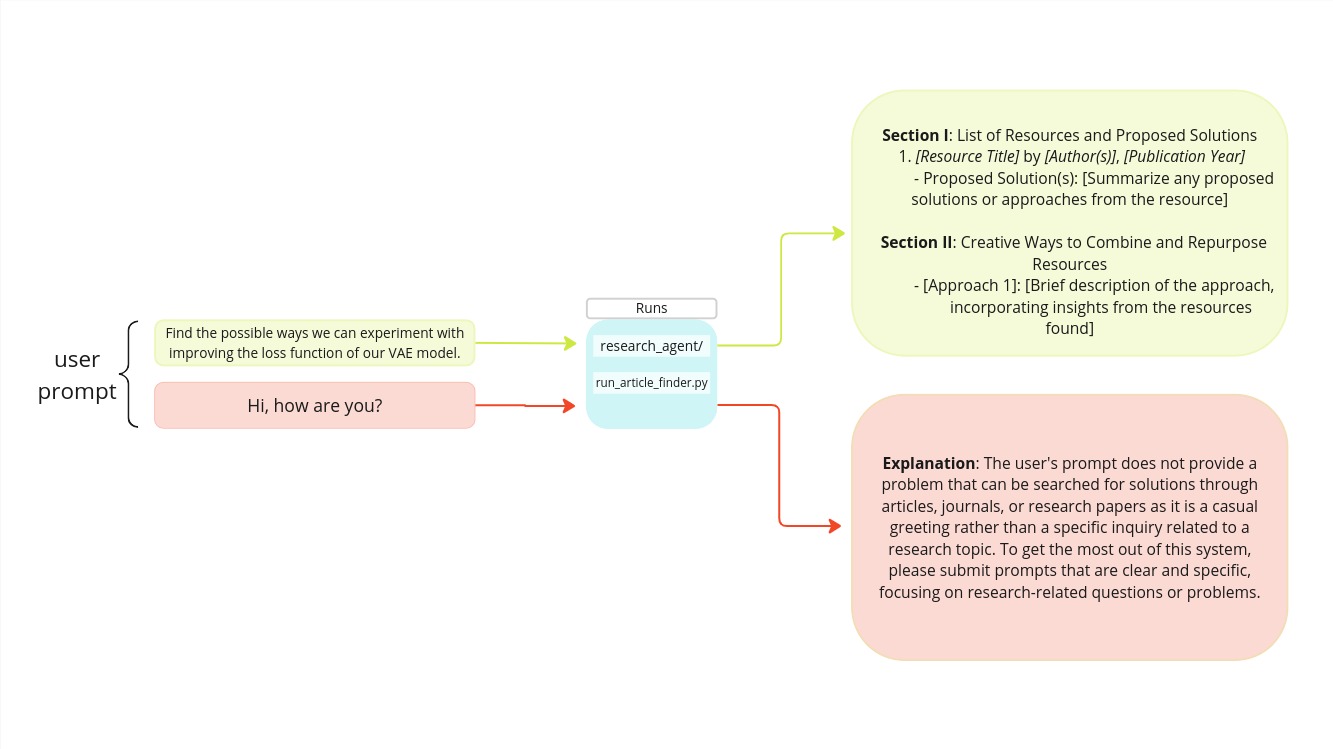 user
prompt
Find the possible ways we can experiment with
improving the loss function of our VAE model.
Hi, how are you?
Runs
research_agent/
run_article_finder.py
Section I: List of Resources and Proposed Solutions
1. [Resource Title] by [Author(s)], [Publication Year]
- Proposed Solution(s): [Summarize any proposed
solutions or approaches from the resource]
Section II: Creative Ways to Combine and Repurpose
Resources
- [Approach 1]: [Brief description of the approach,
incorporating insights from the resources
found]
Explanation: The user's prompt does not provide a
problem that can be searched for solutions through
articles, journals, or research papers as it is a casual
greeting rather than a specific inquiry related to a
research topic. To get the most out of this system,
please submit prompts that are clear and specific,
focusing on research-related questions or problems.